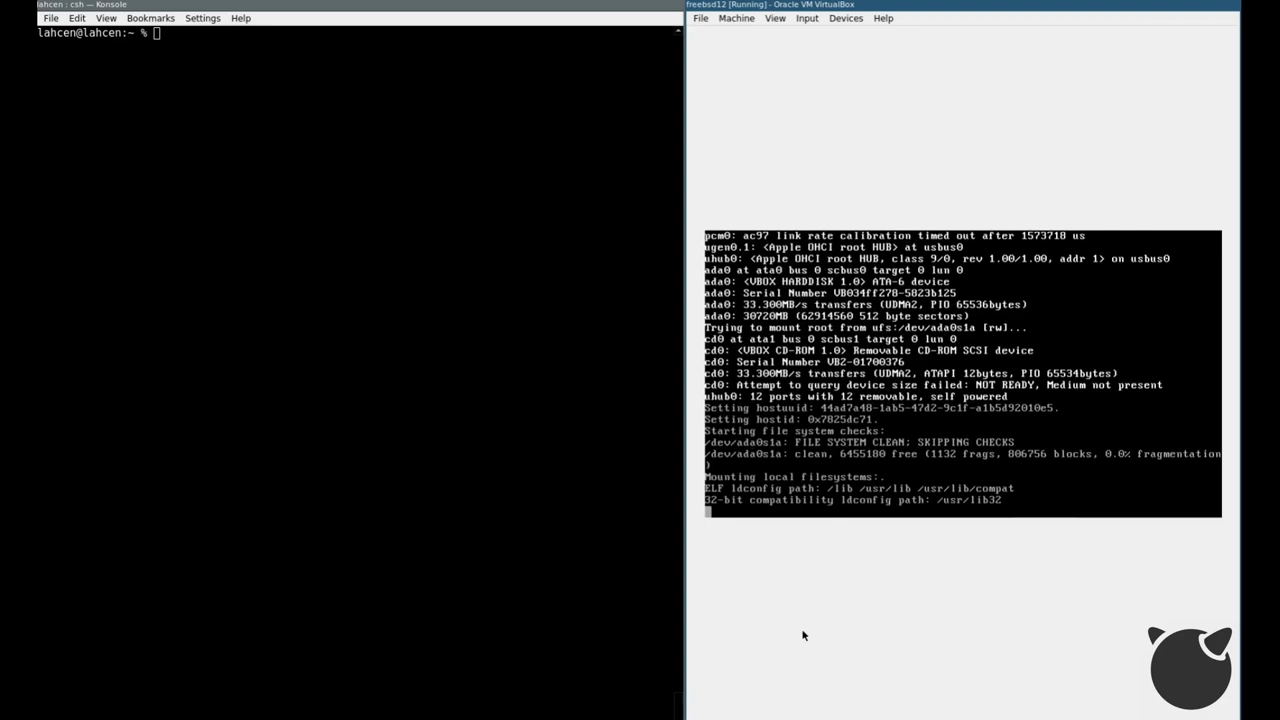 lahcen : csh — Konsole
File Edit View Bookmarks Settings Help
lahcen@lahcen:~ %
freebsd12 [Running] - Oracle VM VirtualBox
File Machine View Input Devices Help
pcm0: ac97 link rate calibration timed out after 1573718 us
ugen0.1: <Apple OHCI root HUB> at usbus0
uhub0: <Apple OHCI root HUB, class 9/0, rev 1.00/1.00, addr 1> on usbus0
ada0 at ata0 bus 0 scbus0 target 0 lun 0
ada0: <VBOX HARDDISK 1.0> ATA-6 device
ada0: Serial Number VB034ff278-5823b125
ada0: 33.300MB/s transfers (UDMA2, PIO 65536bytes)
ada0: 30720MB (62914560 512 byte sectors)
Trying to mount root from ufs:/dev/ada0s1a [rw]...
cd0 at ata1 bus 0 scbus1 target 0 lun 0
cd0: <VBOX CD-ROM 1.0> Removable CD-ROM SCSI device
cd0: Serial Number VB2-01700376
cd0: 33.300MB/s transfers (UDMA2, ATAPI 12bytes, PIO 65534bytes)
cd0: Attempt to query device size failed: NOT READY, Medium not present
uhub0: 12 ports with 12 removable, self powered
Setting hostuuid: 44ad7a48-1ab5-47d2-9c1f-a1b5d92010e5.
Setting hostid: 0x7825dc71.
Starting file system checks:
/dev/ada0s1a: FILE SYSTEM CLEAN; SKIPPING CHECKS
/dev/ada0s1a: clean, 6455180 free (1132 frags, 806756 blocks, 0.0% fragmentation
)
Mounting local filesystems:.
ELF ldconfig path: /lib /usr/lib /usr/lib/compat
32-bit compatibility ldconfig path: /usr/lib32